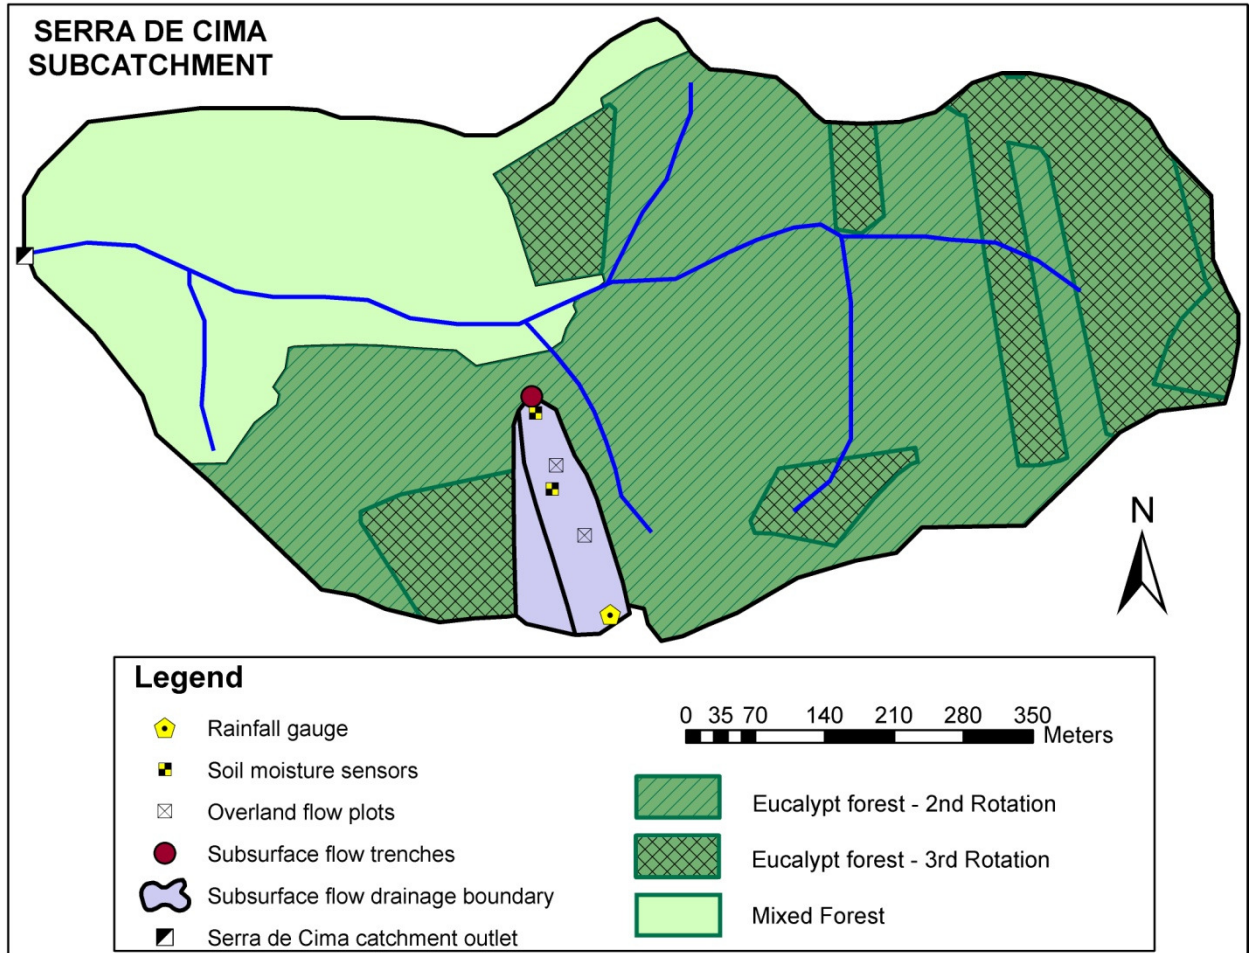 SERRA DE CIMA
SUBCATCHMENT
N
Legend
Rainfall gauge
Soil moisture sensors
Overland flow plots
Subsurface flow trenches
Subsurface flow drainage boundary
Serra de Cima catchment outlet
0 35 70 140 210 280 350
Meters
Eucalypt forest - 2nd Rotation
Eucalypt forest - 3rd Rotation
Mixed Forest